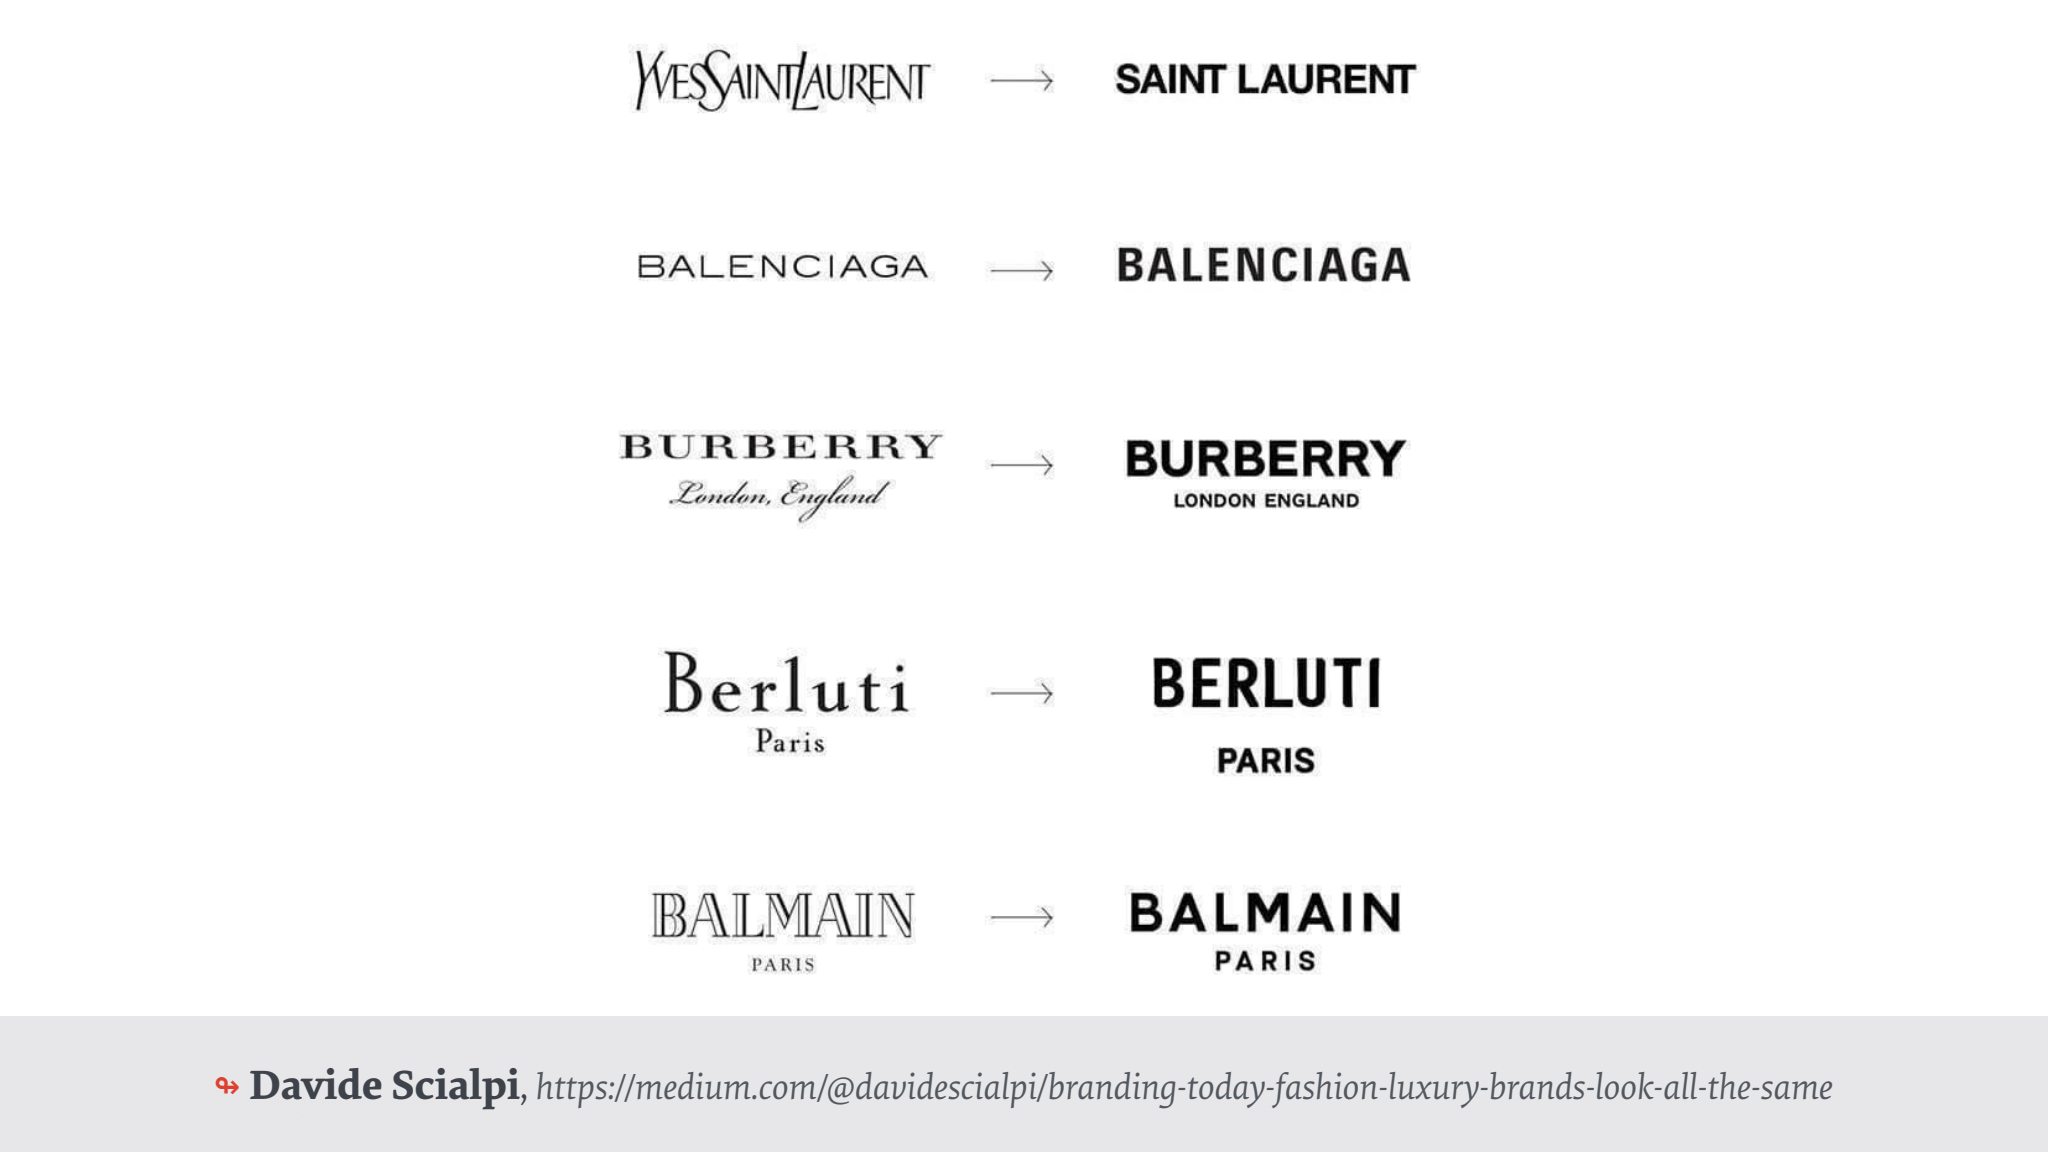 YVESSAINTLAURENT → SAINT LAURENT
BALENCIAGA → BALENCIAGA
BURBERRY → BURBERRY
London, England LONDON ENGLAND
Berluti → BERLUTI
Paris PARIS
BALMAIN → BALMAIN
PARIS PARIS
↬ Davide Scialpi, https://medium.com/@davidescialpi/branding-today-fashion-luxury-brands-look-all-the-same